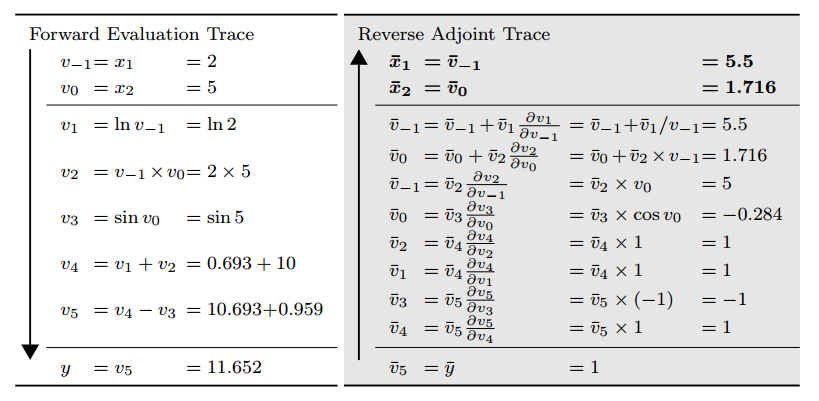 Forward Evaluation Trace
v₋₁ = x₁ = 2
v₀ = x₂ = 5
v₁ = ln v₋₁ = ln 2
v₂ = v₋₁ × v₀ = 2 × 5
v₃ = sin v₀ = sin 5
v₄ = v₁ + v₂ = 0.693 + 10
v₅ = v₄ − v₃ = 10.693 + 0.959
y = v₅ = 11.652
Reverse Adjoint Trace
x̄₁ = v̄₋₁ = 5.5
x̄₂ = v̄₀ = 1.716
v̄₋₁ = v̄₋₁ + v̄₁ ∂v₁/∂v₋₁ = v̄₋₁ + v̄₁/v₋₁ = 5.5
v̄₀ = v̄₀ + v̄₂ ∂v₂/∂v₀ = v̄₀ + v̄₂ × v₋₁ = 1.716
v̄₋₁ = v̄₂ ∂v₂/∂v₋₁ = v̄₂ × v₀ = 5
v̄₀ = v̄₃ ∂v₃/∂v₀ = v̄₃ × cos v₀ = −0.284
v̄₂ = v̄₄ ∂v₄/∂v₂ = v̄₄ × 1 = 1
v̄₁ = v̄₄ ∂v₄/∂v₁ = v̄₄ × 1 = 1
v̄₃ = v̄₅ ∂v₅/∂v₃ = v̄₅ × (−1) = −1
v̄₄ = v̄₅ ∂v₅/∂v₄ = v̄₅ × 1 = 1
v̄₅ = ȳ = 1